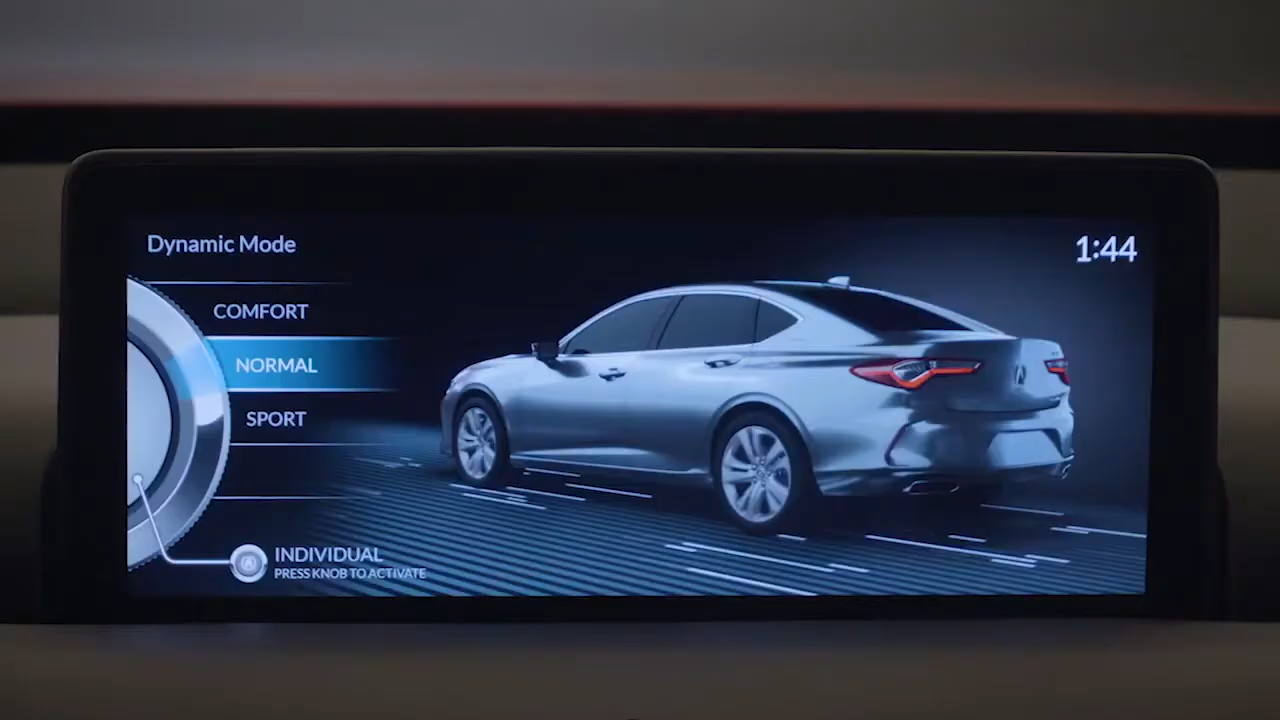 Dynamic Mode
1:44
COMFORT
NORMAL
SPORT
INDIVIDUAL
PRESS KNOB TO ACTIVATE